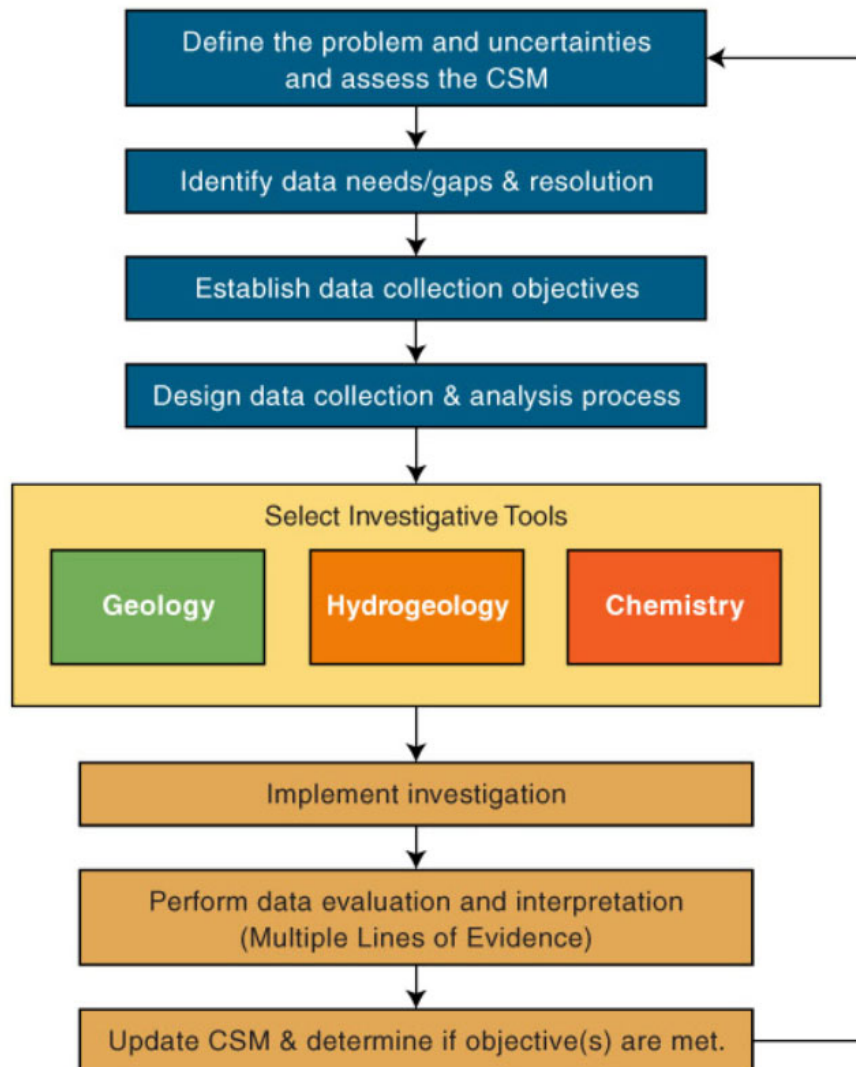 Define the problem and uncertainties
and assess the CSM
Identify data needs/gaps & resolution
Establish data collection objectives
Design data collection & analysis process
Select Investigative Tools
Geology
Hydrogeology
Chemistry
Implement investigation
Perform data evaluation and interpretation
(Multiple Lines of Evidence)
Update CSM & determine if objective(s) are met.